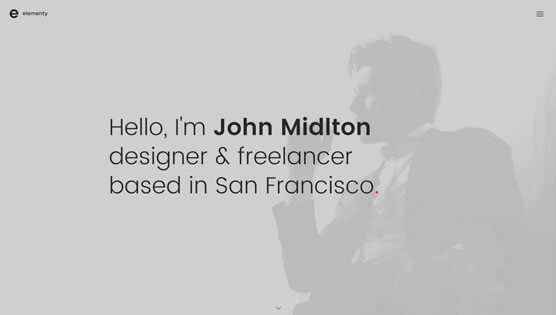 elementy
Hello, I'm John Midlton
designer & freelancer
based in San Francisco.